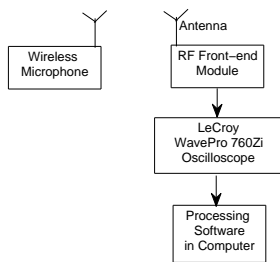 Antenna
Wireless
Microphone
RF Front−end
Module
LeCroy
WavePro 760Zi
Oscilloscope
Processing
Software
in Computer